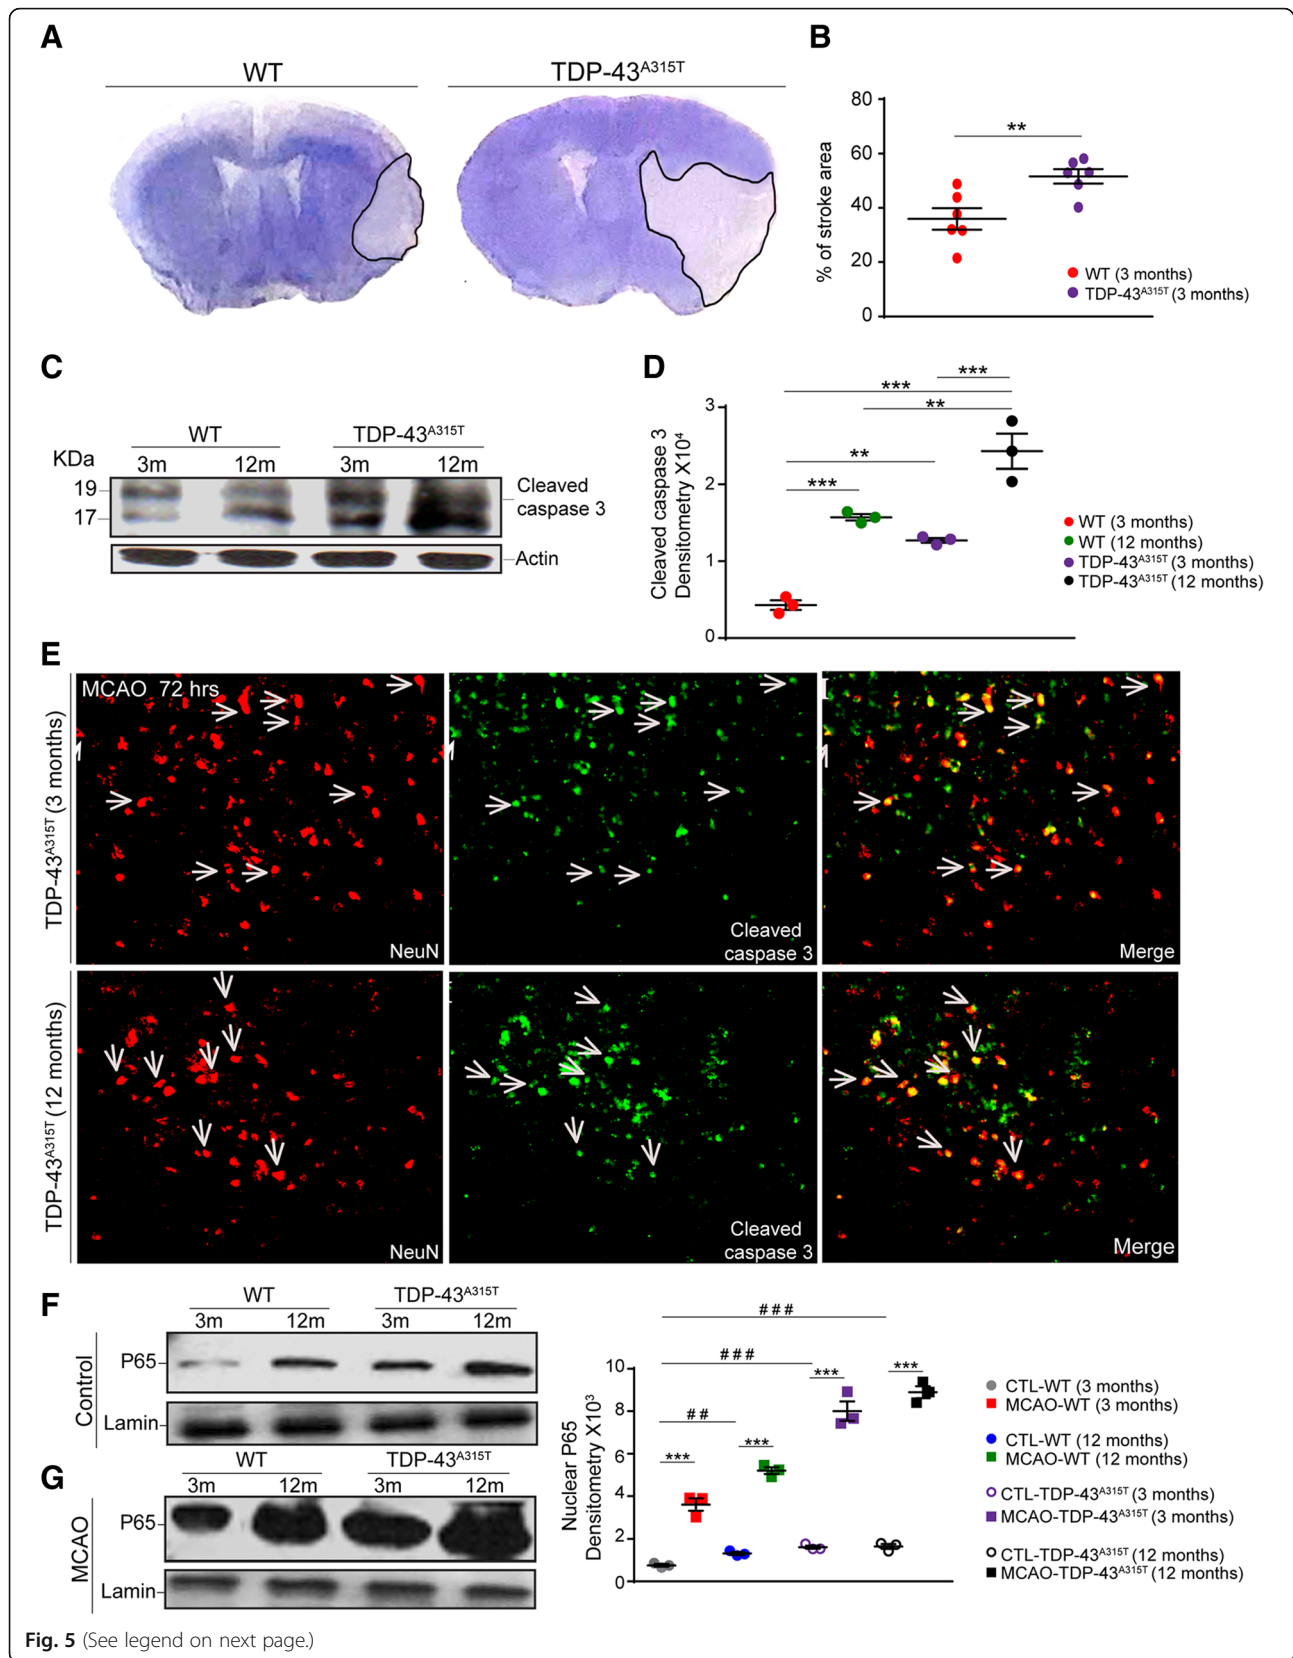 A
WT
TDP-43A315T
B
80
60
40
20
0
% of stroke area
**
WT (3 months)
TDP-43A315T (3 months)
C
WT
TDP-43A315T
KDa
3m
12m
3m
12m
19
17
Cleaved
caspase 3
Actin
D
3
2
1
0
Cleaved caspase 3
Densitometry X104
***
***
**
**
***
WT (3 months)
WT (12 months)
TDP-43A315T (3 months)
TDP-43A315T (12 months)
E
TDP-43A315T (3 months)
MCAO 72 hrs
NeuN
Cleaved
caspase 3
Merge
TDP-43A315T (12 months)
NeuN
Cleaved
caspase 3
Merge
F
WT
TDP-43A315T
3m
12m
3m
12m
Control
P65
Lamin
G
WT
TDP-43A315T
3m
12m
3m
12m
MCAO
P65
Lamin
10
8
6
4
2
0
Nuclear P65
Densitometry X103
###
###
***
***
##
***
***
CTL-WT (3 months)
MCAO-WT (3 months)
CTL-WT (12 months)
MCAO-WT (12 months)
CTL-TDP-43A315T (3 months)
MCAO-TDP-43A315T (3 months)
CTL-TDP-43A315T (12 months)
MCAO-TDP-43A315T (12 months)
Fig. 5 (See legend on next page.)